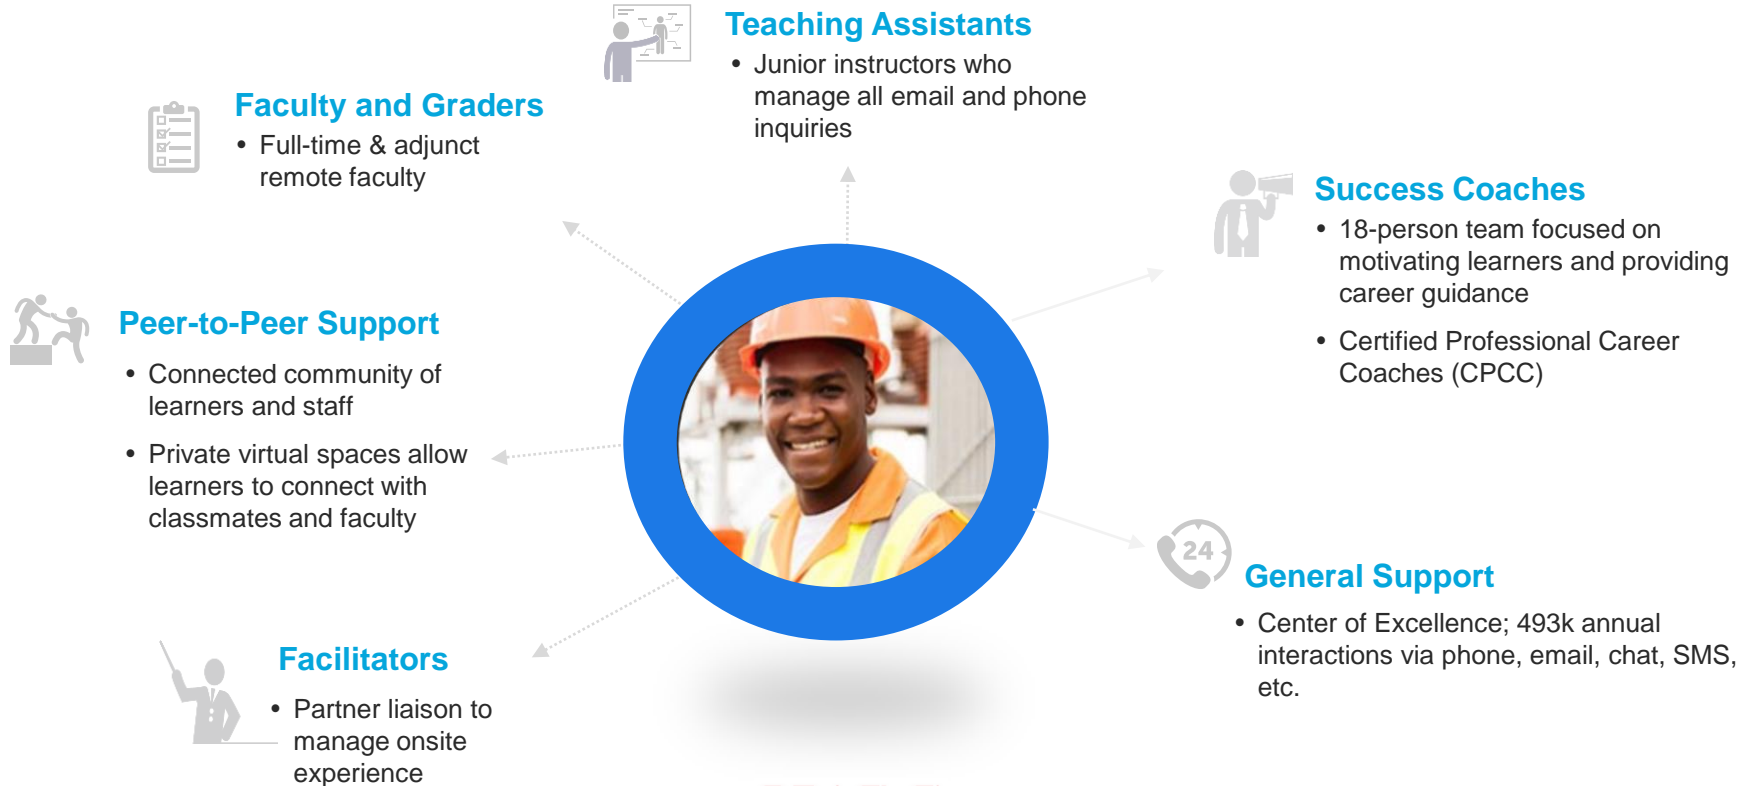 Teaching Assistants
• Junior instructors who
manage all email and phone
inquiries
Faculty and Graders
• Full-time & adjunct
remote faculty
Success Coaches
• 18-person team focused on
motivating learners and providing
career guidance
• Certified Professional Career
Coaches (CPCC)
Peer-to-Peer Support
• Connected community of
learners and staff
• Private virtual spaces allow
learners to connect with
classmates and faculty
24
General Support
• Center of Excellence; 493k annual
interactions via phone, email, chat, SMS,
etc.
Facilitators
• Partner liaison to
manage onsite
experience